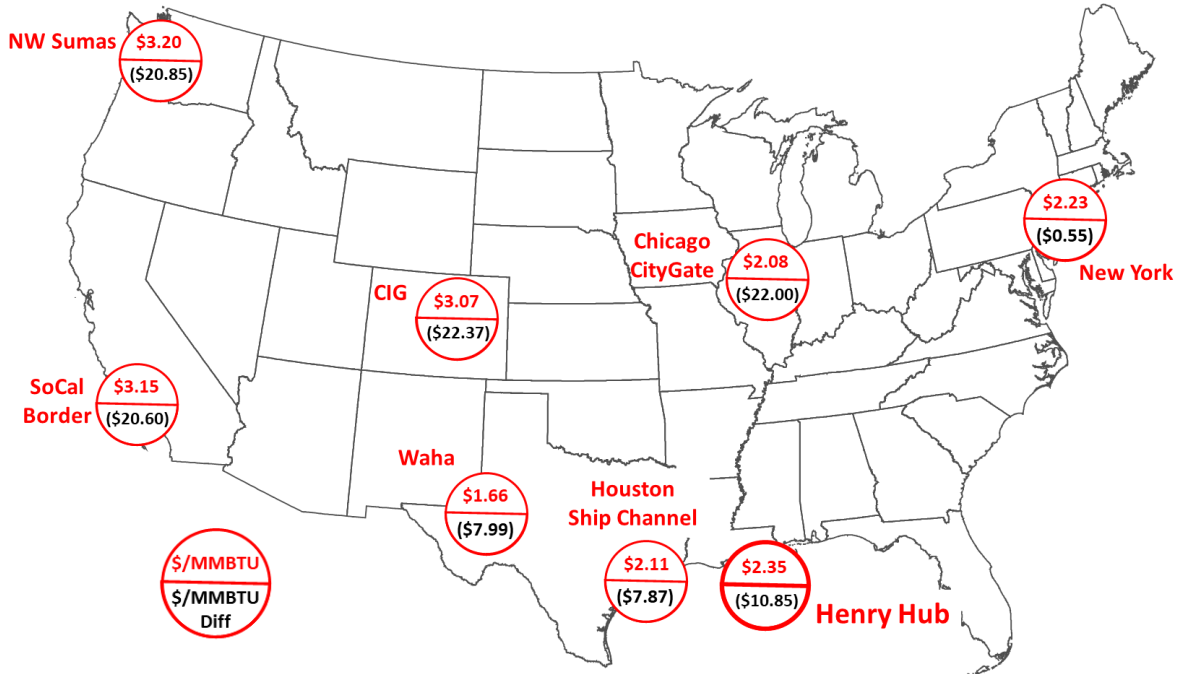 NW Sumas
$3.20
($20.85)
$2.23
($0.55)
New York
Chicago
CityGate
$2.08
($22.00)
CIG
$3.07
($22.37)
SoCal
Border
$3.15
($20.60)
Waha
$1.66
($7.99)
Houston
Ship Channel
$2.11
($7.87)
$2.35
($10.85)
Henry Hub
$/MMBTU
$/MMBTU
Diff